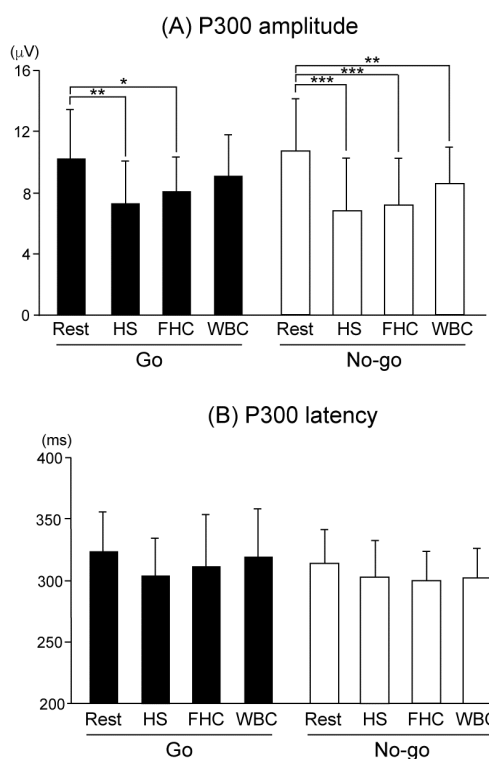 (A) P300 amplitude
(μV)
16
12
8
4
0
* ** ** *** ***
Rest HS FHC WBC Rest HS FHC WBC
Go No-go
(B) P300 latency
(ms)
400
350
300
250
200
Rest HS FHC WBC Rest HS FHC WBC
Go No-go